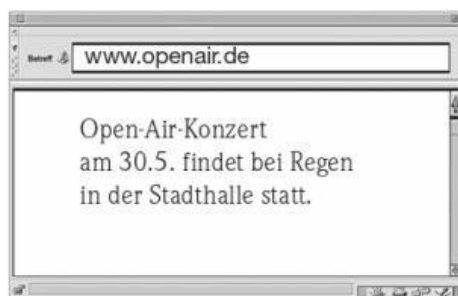 Betreff www.openair.de
Open-Air-Konzert
am 30.5. findet bei Regen
in der Stadthalle statt.